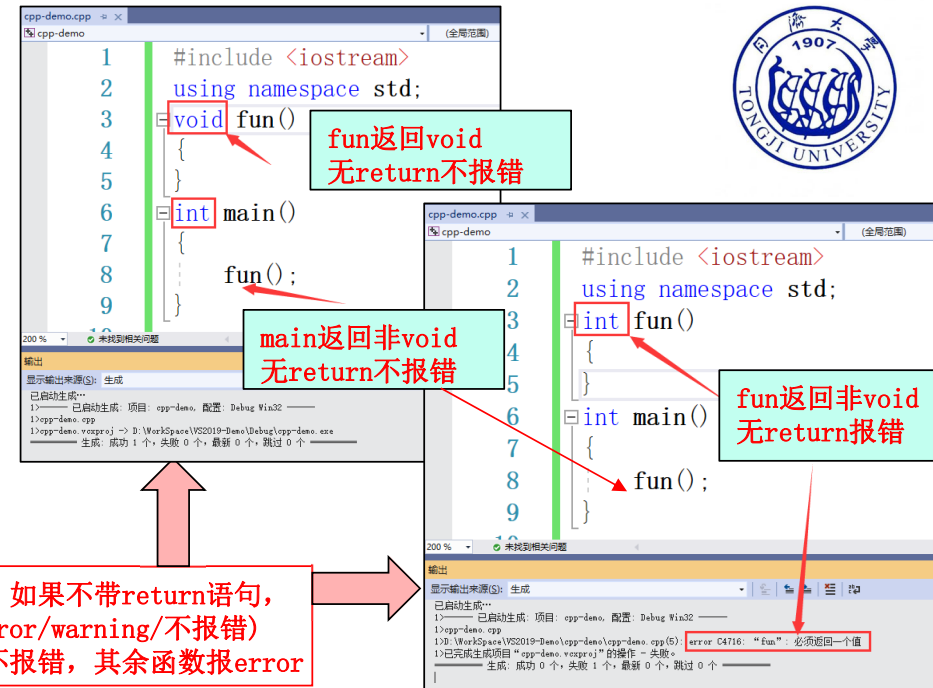 cpp-demo.cpp
cpp-demo
(全局范围)
1 #include <iostream>
2 using namespace std;
3 void fun()
4 {
5 }
6 int main()
7 {
8 fun();
9 }
10
200 %
未找到相关问题
输出
显示输出来源(S): 生成
已启动生成…
1>—— 已启动生成: 项目: cpp-demo, 配置: Debug Win32 ——
1>cpp-demo.cpp
1>cpp-demo.vcxproj -> D:\WorkSpace\VS2019-Demo\Debug\cpp-demo.exe
===== 生成: 成功 1 个，失败 0 个，最新 0 个，跳过 0 个 =====
fun返回void
无return不报错
main返回非void
无return不报错
同济大学
1907
TONGJI UNIVERSITY
cpp-demo.cpp
cpp-demo
(全局范围)
1 #include <iostream>
2 using namespace std;
3 int fun()
4 {
5 }
6 int main()
7 {
8 fun();
9 }
fun返回非void
无return报错
200 %
未找到相关问题
输出
显示输出来源(S): 生成
已启动生成…
1>—— 已启动生成: 项目: cpp-demo, 配置: Debug Win32 ——
1>cpp-demo.cpp
1>D:\WorkSpace\VS2019-Demo\cpp-demo\cpp-demo.cpp(5): error C4716: “fun”: 必须返回一个值
1>已完成生成项目“cpp-demo.vcxproj”的操作 - 失败。
===== 生成: 成功 0 个，失败 1 个，最新 0 个，跳过 0 个 =====
如果不带return语句，
ror/warning/不报错)
不报错，其余函数报error